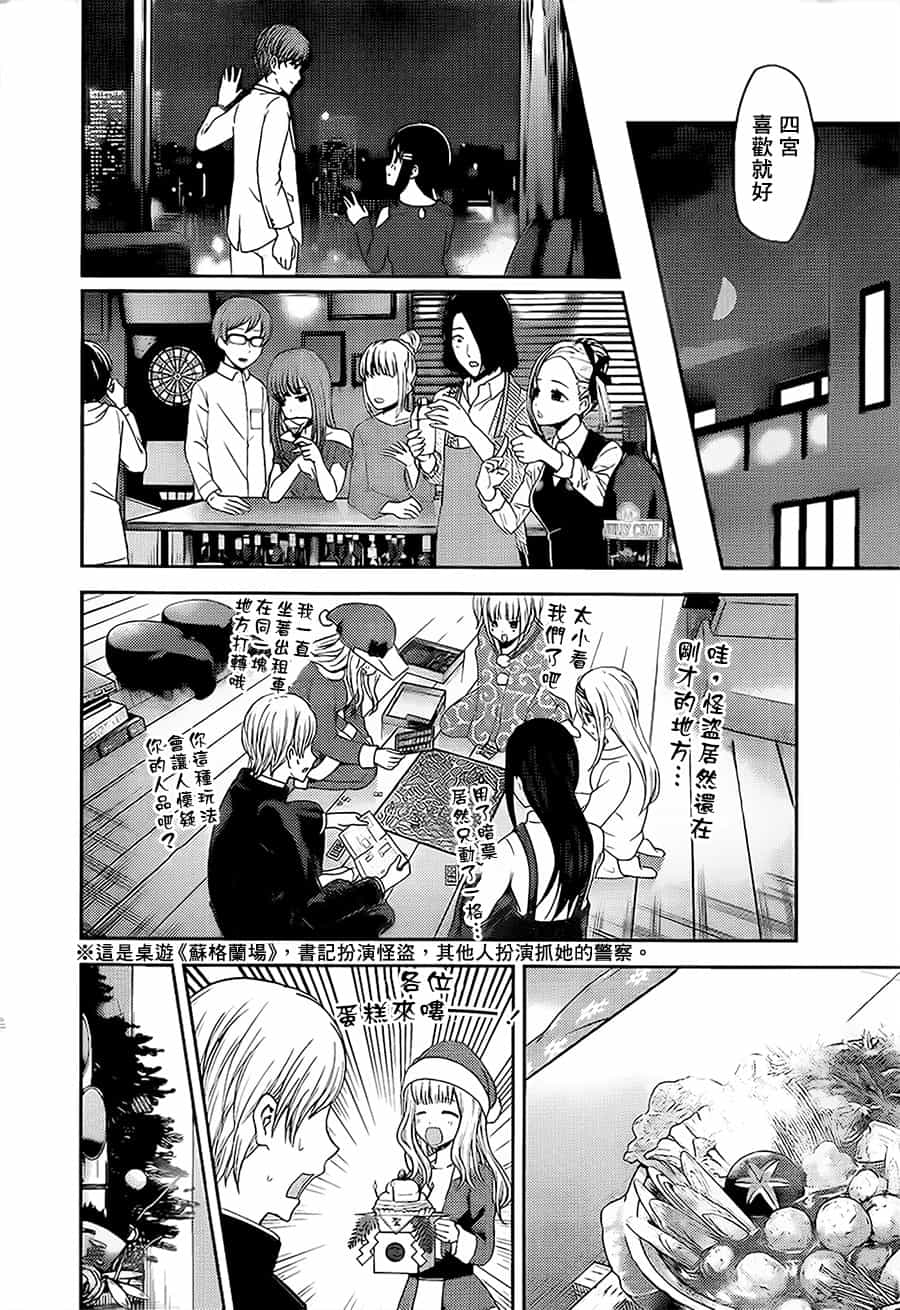 四宮
喜歡就好
哇，怪盜居然還在
剛才的地方…
太小看
我們了吧
我一直
坐著出租車
在同一塊
地方打轉哦
用了暗票
居然只動了一格…
你這種玩法
會讓人懷疑
你的人品吧？
※這是桌遊《蘇格蘭場》，書記扮演怪盜，其他人扮演抓她的警察。
各位
蛋糕來嘍——！